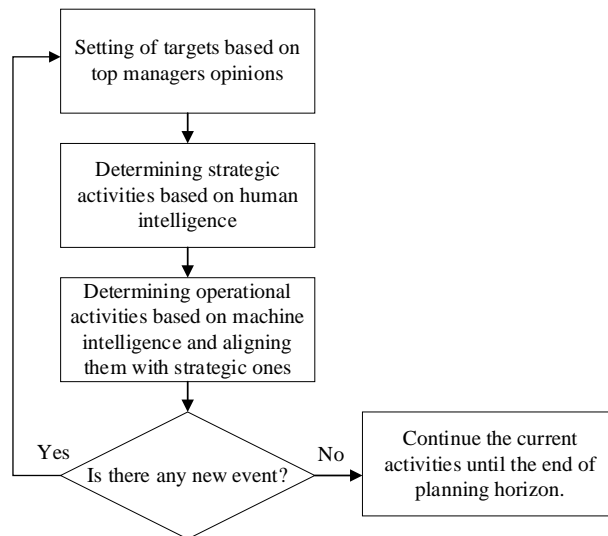 Setting of targets based on
top managers opinions
Determining strategic
activities based on human
intelligence
Determining operational
activities based on machine
intelligence and aligning
them with strategic ones
Yes
Is there any new event?
No
Continue the current
activities until the end of
planning horizon.